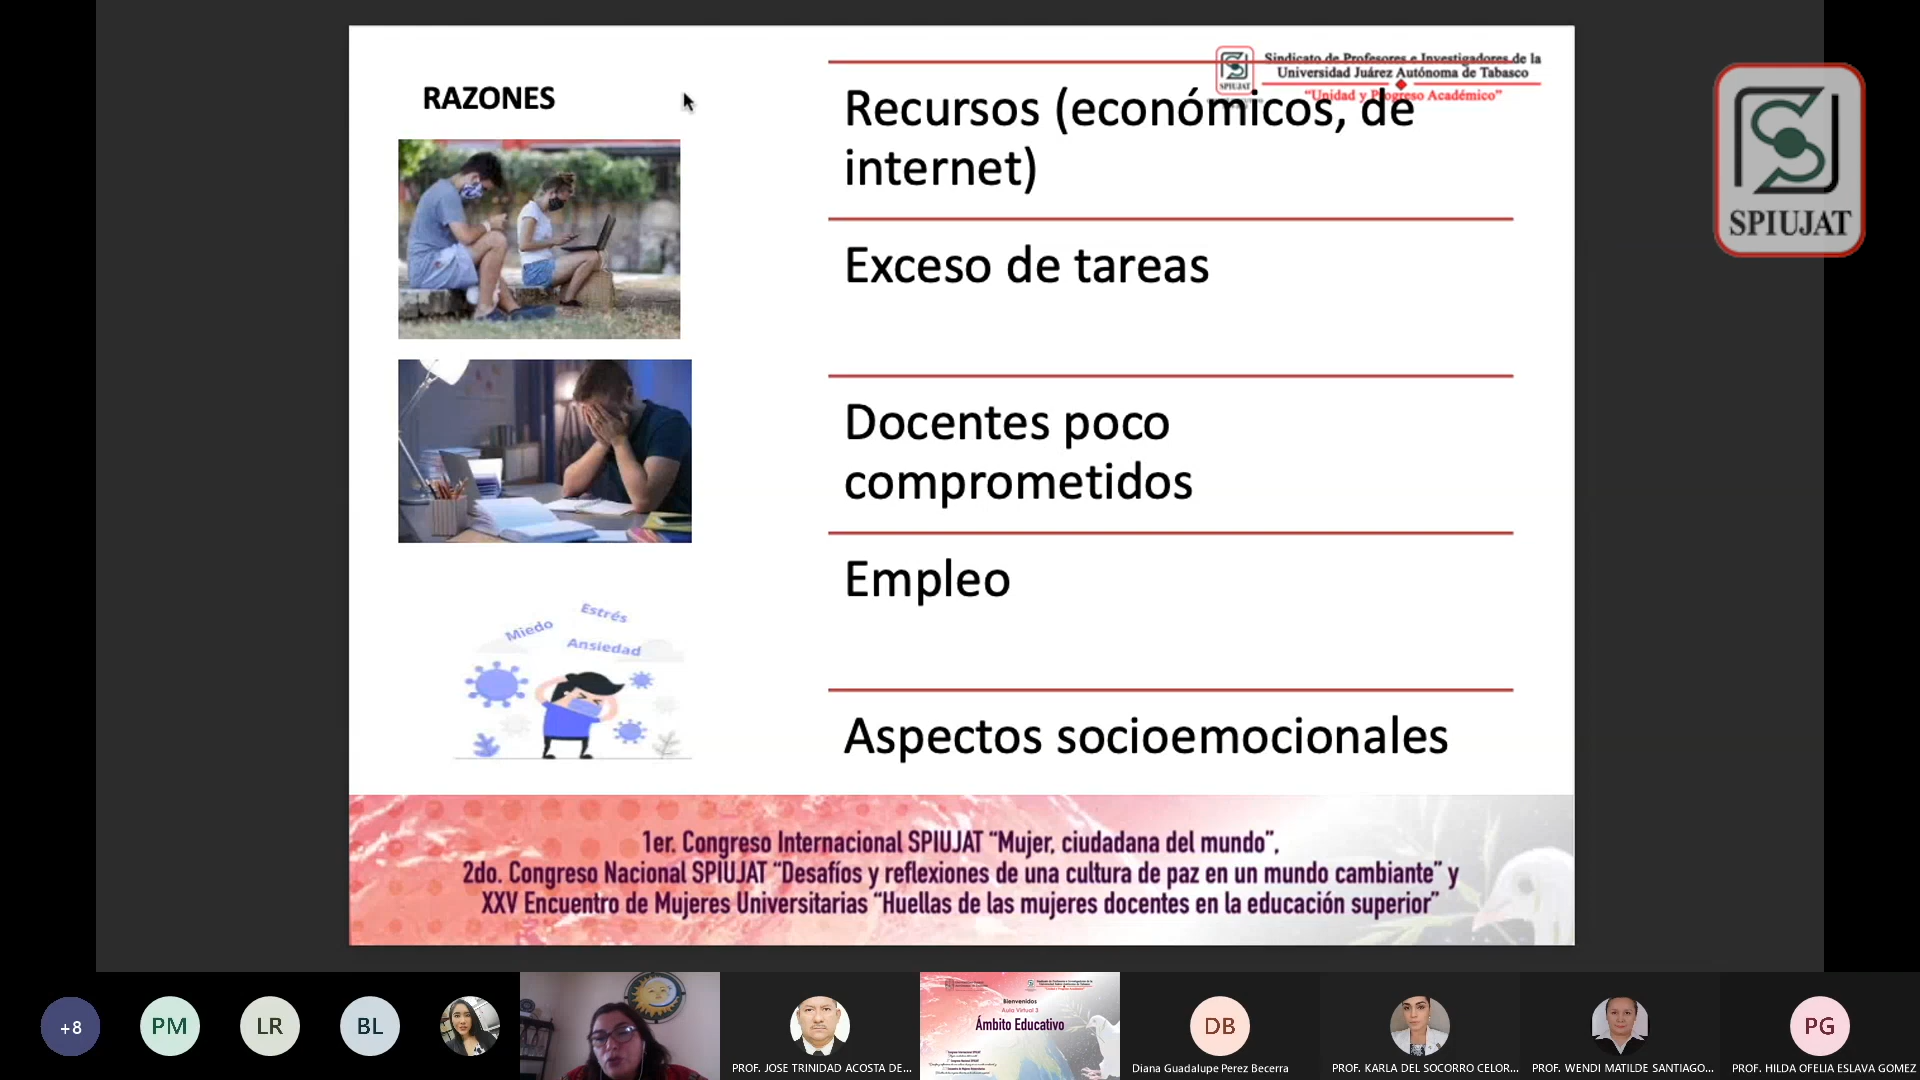 RAZONES
SPIUJAT
Sindicato de Profesores e Investigadores de la
Universidad Juárez Autónoma de Tabasco
“Unidad y Progreso Académico”
Recursos (económicos, de
internet)
Exceso de tareas
Docentes poco
comprometidos
Empleo
Aspectos socioemocionales
Miedo
Estrés
Ansiedad
1er. Congreso Internacional SPIUJAT “Mujer, ciudadana del mundo”,
2do. Congreso Nacional SPIUJAT “Desafíos y reflexiones de una cultura de paz en un mundo cambiante” y
XXV Encuentro de Mujeres Universitarias “Huellas de las mujeres docentes en la educación superior”
SPIUJAT
+8
PM
LR
BL
PROF. JOSE TRINIDAD ACOSTA DE...
Bienvenidos
Aula Virtual 3
Ámbito Educativo
DB
Diana Guadalupe Perez Becerra
PROF. KARLA DEL SOCORRO CELOR...
PROF. WENDI MATILDE SANTIAGO...
PG
PROF. HILDA OFELIA ESLAVA GOMEZ